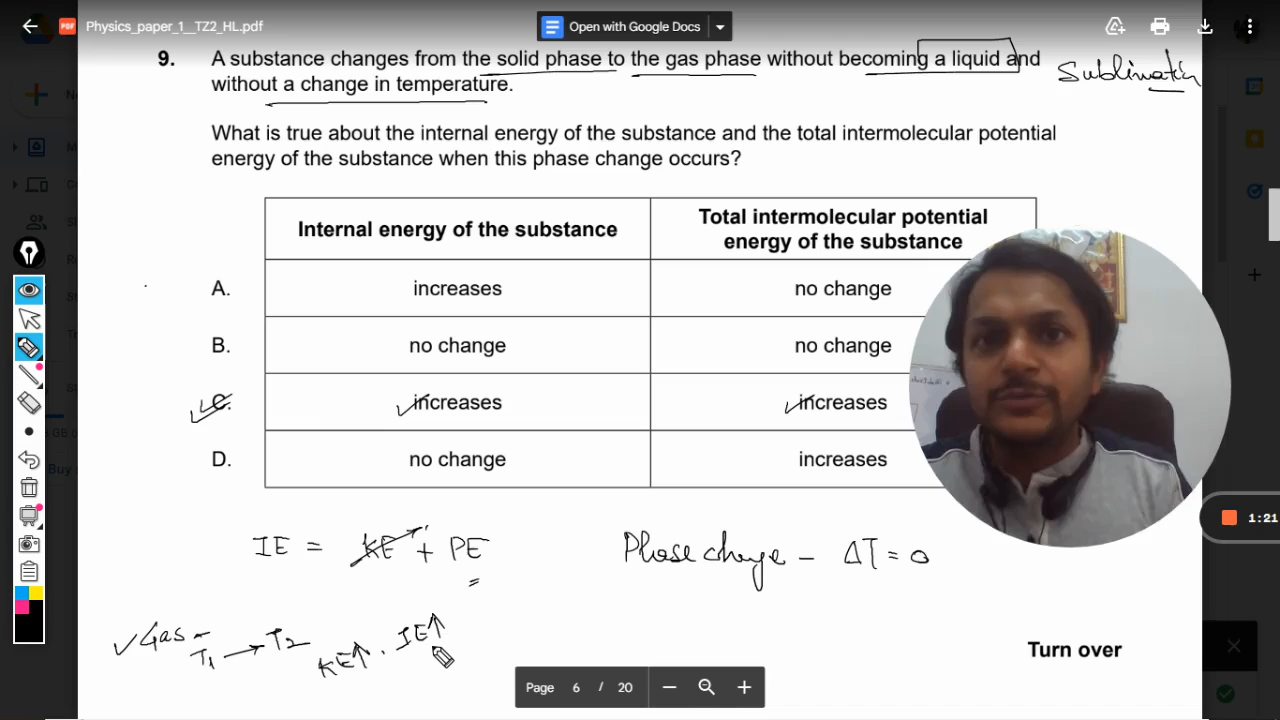 Physics_paper_1__TZ2_HL.pdf
Open with Google Docs
9. A substance changes from the solid phase to the gas phase without becoming a liquid and
without a change in temperature.
Sublimation
What is true about the internal energy of the substance and the total intermolecular potential
energy of the substance when this phase change occurs?
Internal energy of the substance
Total intermolecular potential
energy of the substance
A. increases no change
B. no change no change
C. increases increases
D. no change increases
IE = KE + PE
Phase change - ΔT = 0
Gas - T1 → T2 KE↑. IE↑
Turn over
Page 6 / 20
1:21